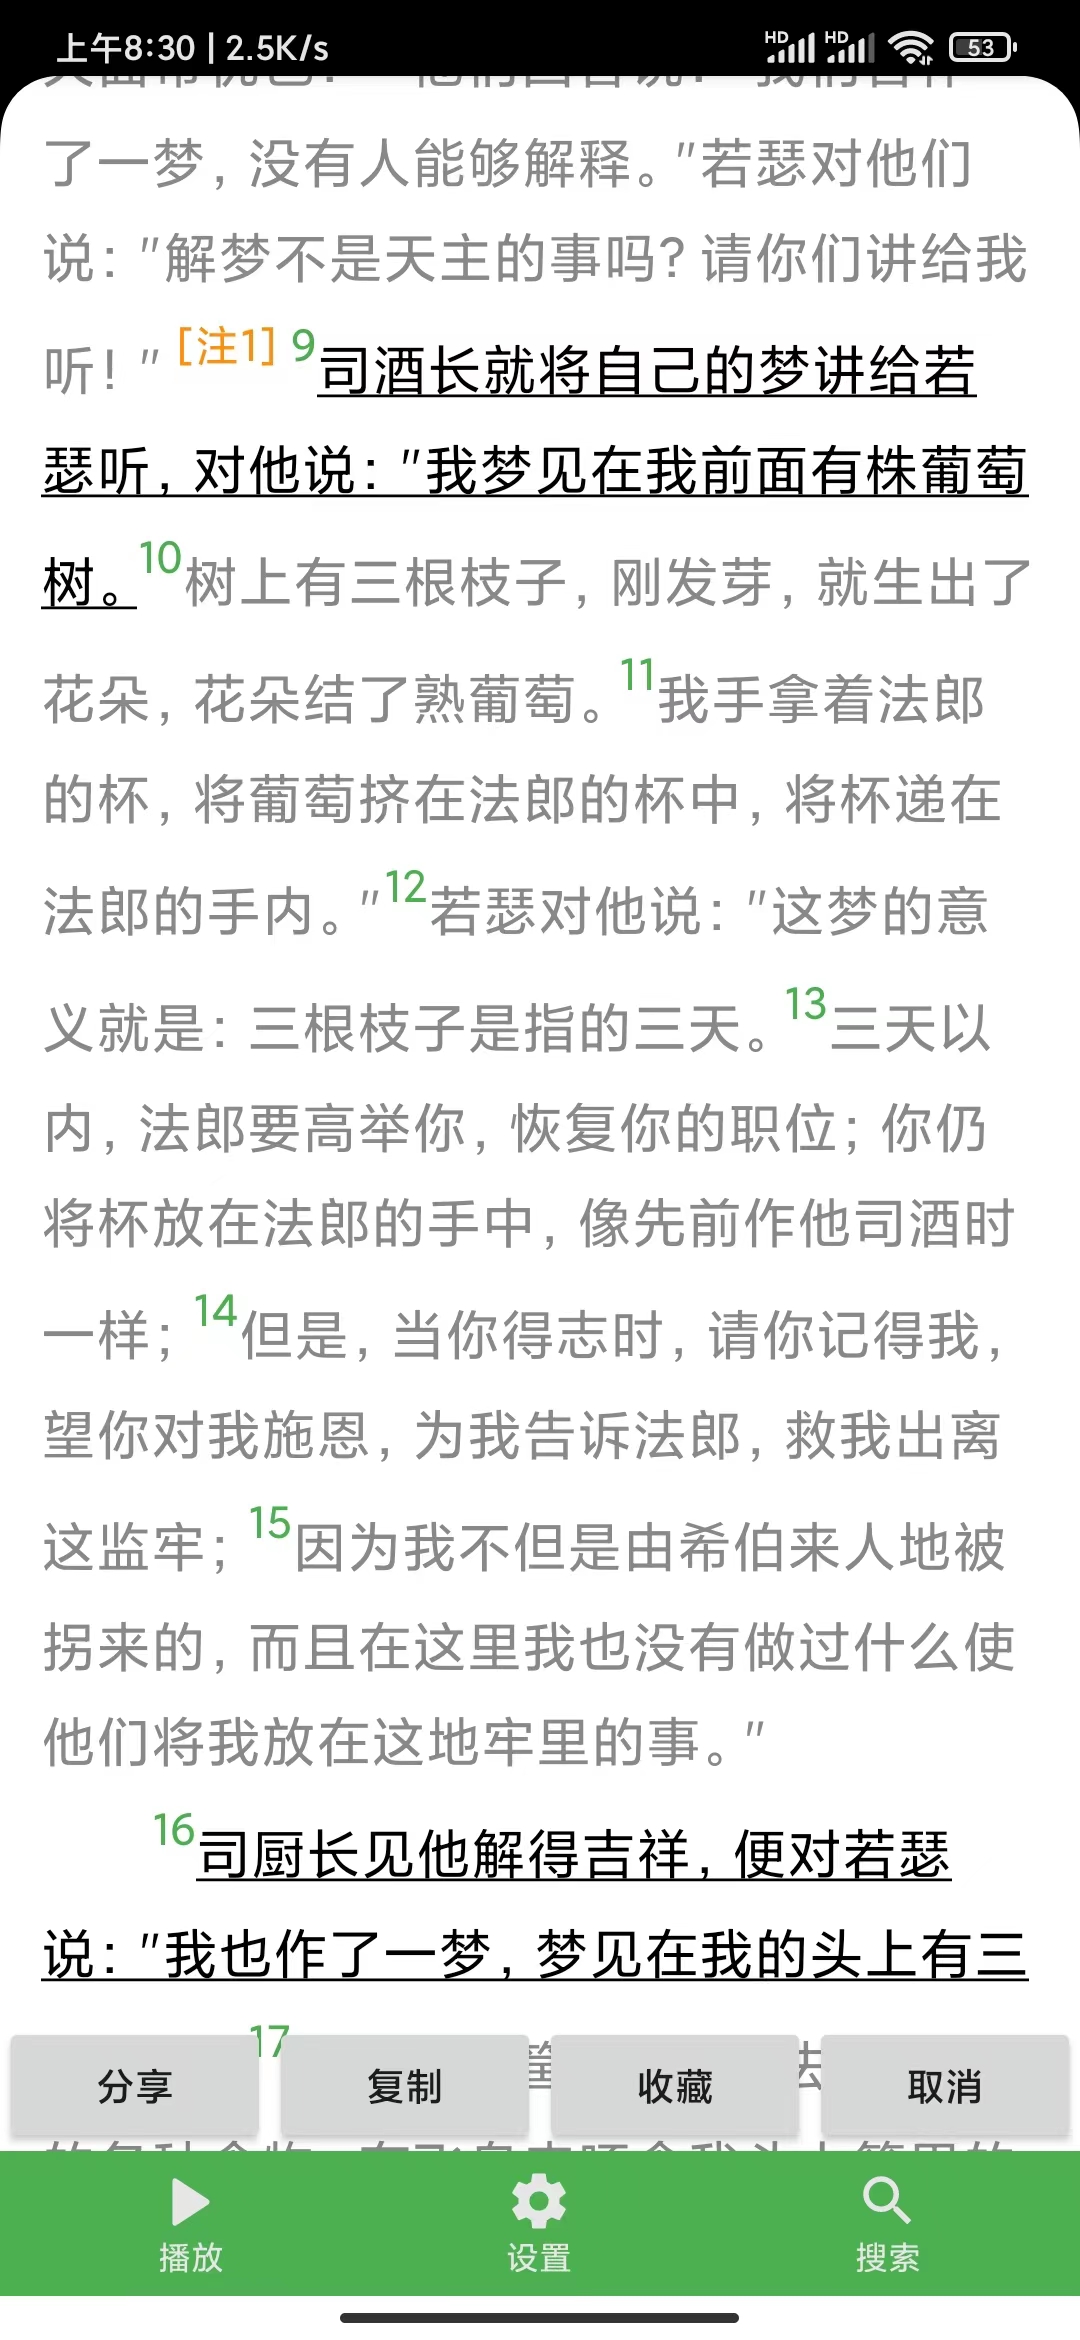 上午8:30 | 2.5K/s
HD HD 53
了一梦，没有人能够解释。"若瑟对他们
说："解梦不是天主的事吗？请你们讲给我
听！"[注1] 9司酒长就将自己的梦讲给若
瑟听，对他说："我梦见在我前面有株葡萄
树。10树上有三根枝子，刚发芽，就生出了
花朵，花朵结了熟葡萄。11我手拿着法郎
的杯，将葡萄挤在法郎的杯中，将杯递在
法郎的手内。"12若瑟对他说："这梦的意
义就是：三根枝子是指的三天。13三天以
内，法郎要高举你，恢复你的职位；你仍
将杯放在法郎的手中，像先前作他司酒时
一样；14但是，当你得志时，请你记得我，
望你对我施恩，为我告诉法郎，救我出离
这监牢；15因为我不但是由希伯来人地被
拐来的，而且在这里我也没有做过什么使
他们将我放在这地牢里的事。"
16司厨长见他解得吉祥，便对若瑟
说："我也作了一梦，梦见在我的头上有三
17
分享 复制 收藏 取消
播放 设置 搜索